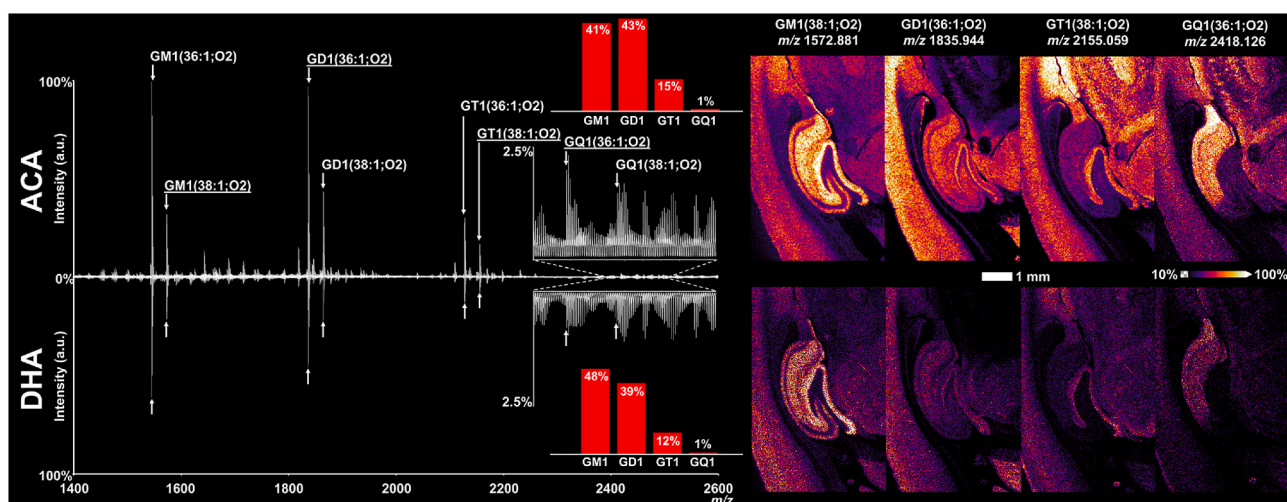 ACA
Intensity (a.u.)
100%
0%
GM1(36:1;O2)
GM1(38:1;O2)
GD1(36:1;O2)
GD1(38:1;O2)
GT1(36:1;O2)
GT1(38:1;O2)
GQ1(36:1;O2)
GQ1(38:1;O2)
2.5%
41%
43%
15%
1%
GM1 GD1 GT1 GQ1
DHA
Intensity (a.u.)
100%
2.5%
48%
39%
12%
1%
GM1 GD1 GT1 GQ1
1400 1600 1800 2000 2200 2400 m/z 2600
GM1(38:1;O2)
m/z 1572.881
GD1(36:1;O2)
m/z 1835.944
GT1(38:1;O2)
m/z 2155.059
GQ1(36:1;O2)
m/z 2418.126
1 mm
10% 100%